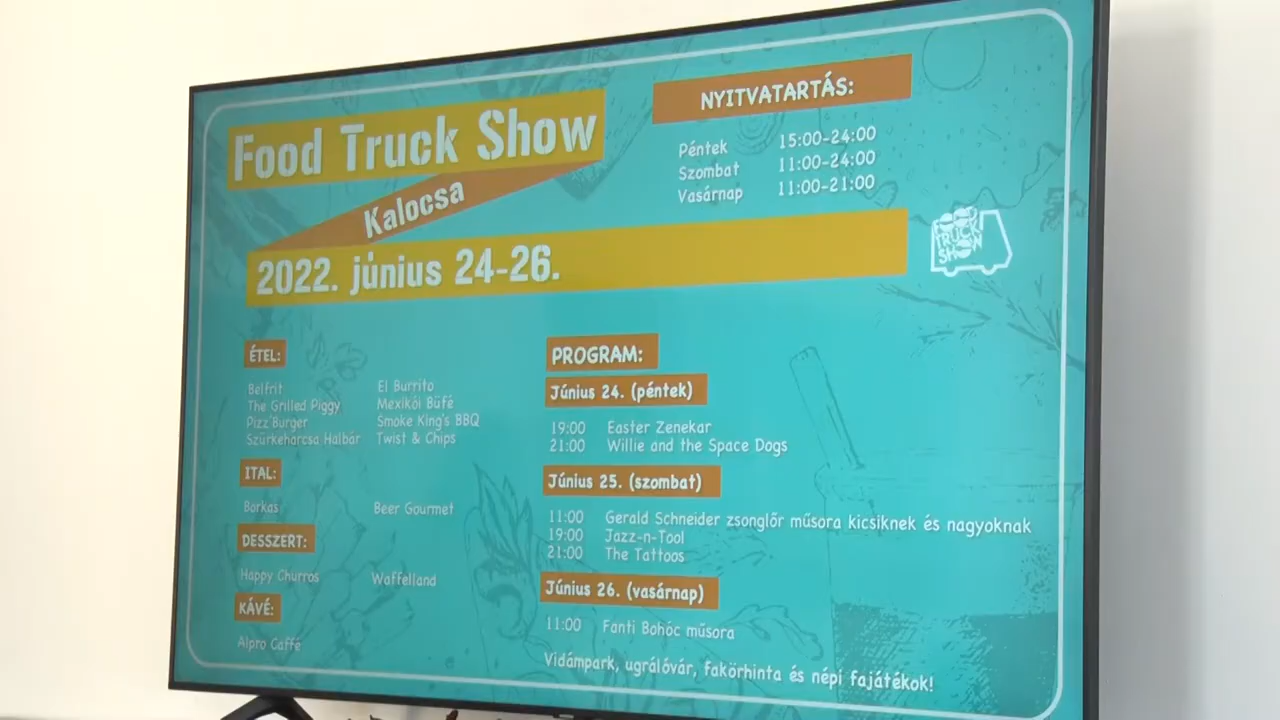 Food Truck Show
Kalocsa
2022. június 24-26.
NYITVATARTÁS:
Péntek 15:00-24:00
Szombat 11:00-24:00
Vasárnap 11:00-21:00
TRUCK
SHOW
ÉTEL:
Belfrit El Burrito
The Grilled Piggy Mexikói Büfé
Pizz'Burger Smoke King's BBQ
Szürkeharcsa Halbár Twist & Chips
ITAL:
Borkas Beer Gourmet
DESSZERT:
Happy Churros Waffelland
KÁVÉ:
Alpro Caffé
PROGRAM:
Június 24. (péntek)
19:00 Easter Zenekar
21:00 Willie and the Space Dogs
Június 25. (szombat)
11:00 Gerald Schneider zsonglőr műsora kicsiknek és nagyoknak
19:00 Jazz-n-Tool
21:00 The Tattoos
Június 26. (vasárnap)
11:00 Fanti Bohóc műsora
Vidámpark, ugrálóvár, fakörhinta és népi fajátékok!